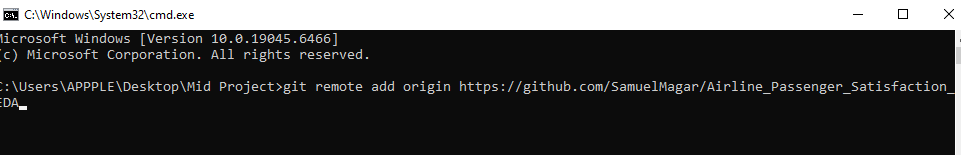 C:\Windows\System32\cmd.exe
Microsoft Windows [Version 10.0.19045.6466]
(c) Microsoft Corporation. All rights reserved.
C:\Users\APPPLE\Desktop\Mid Project>git remote add origin https://github.com/SamuelMagar/Airline_Passenger_Satisfaction_
EDA